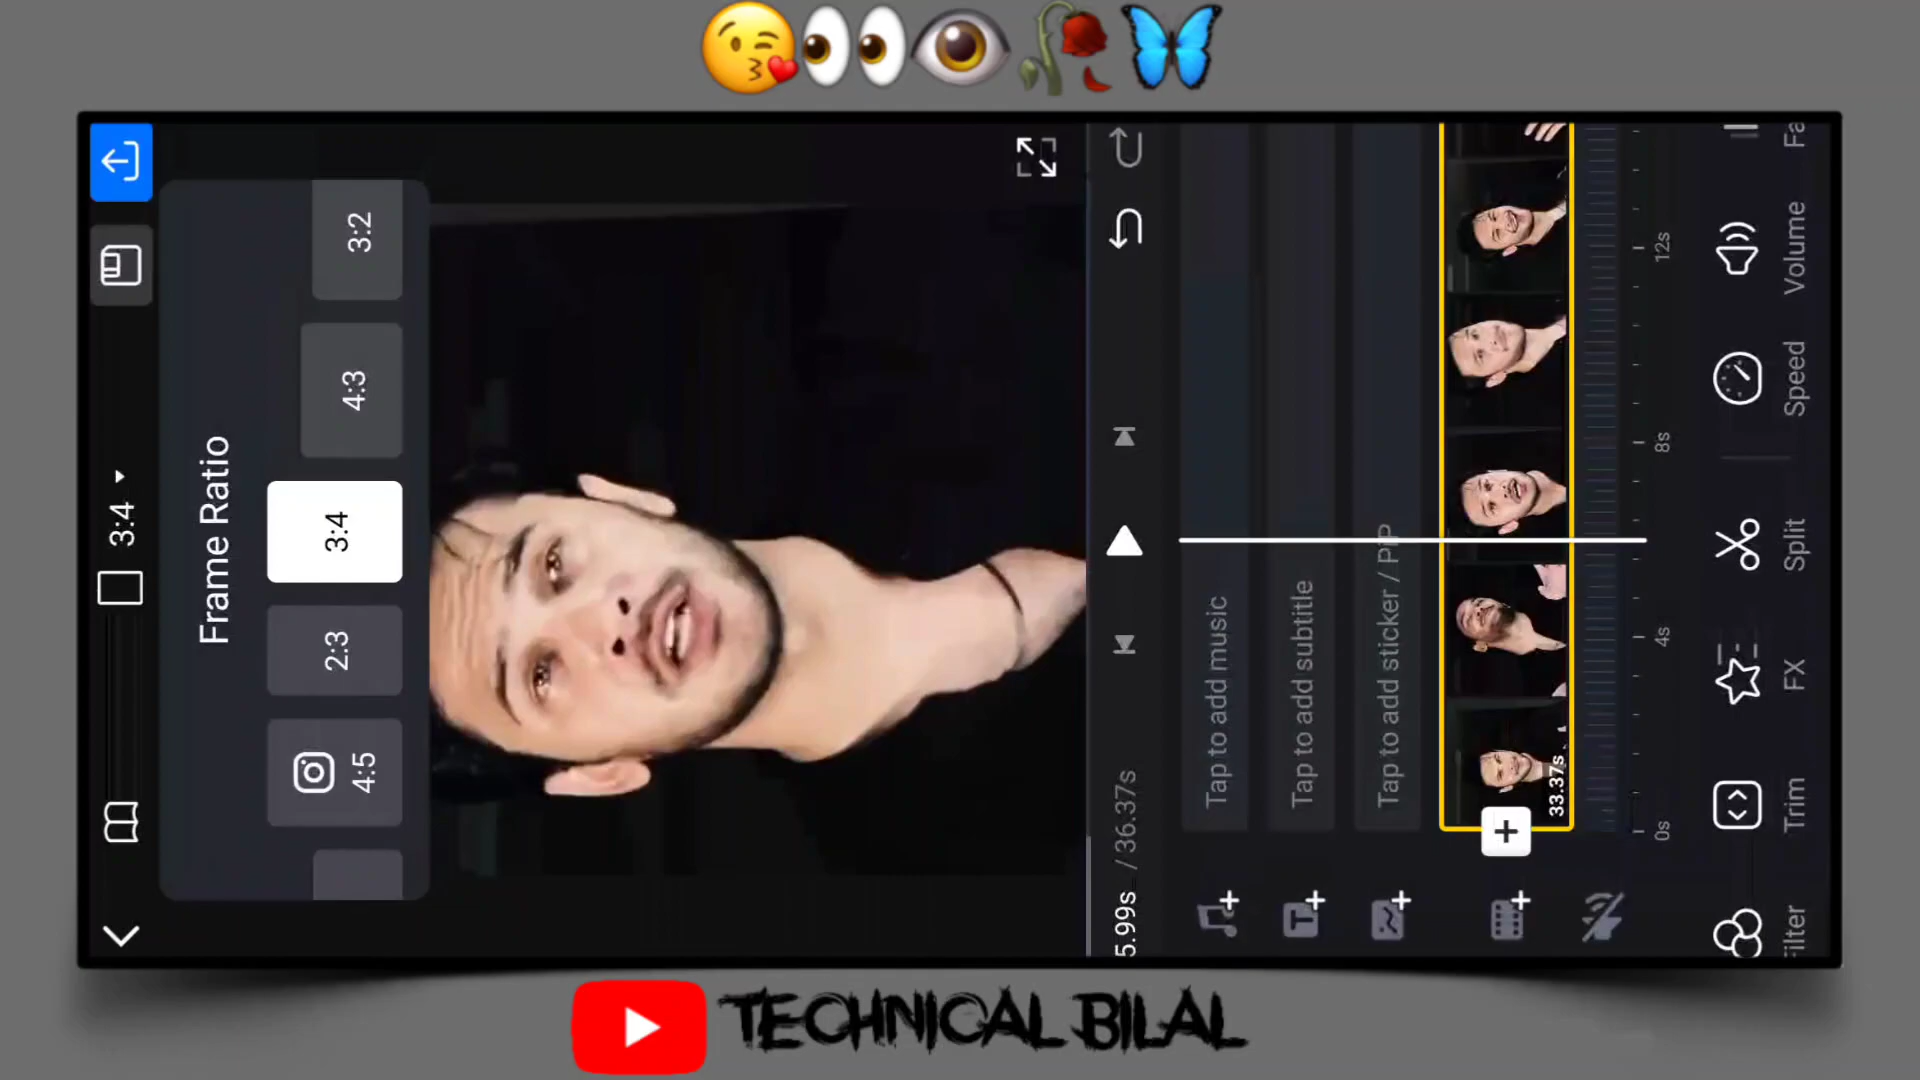 3:4
Frame Ratio
4:5
2:3
3:4
4:3
3:2
5.99s / 36.37s
Tap to add music
Tap to add subtitle
Tap to add sticker / PiP
33.37s
0s
4s
8s
12s
Filter
Trim
FX
Split
Speed
Volume
Fa
TECHNICAL BILAL